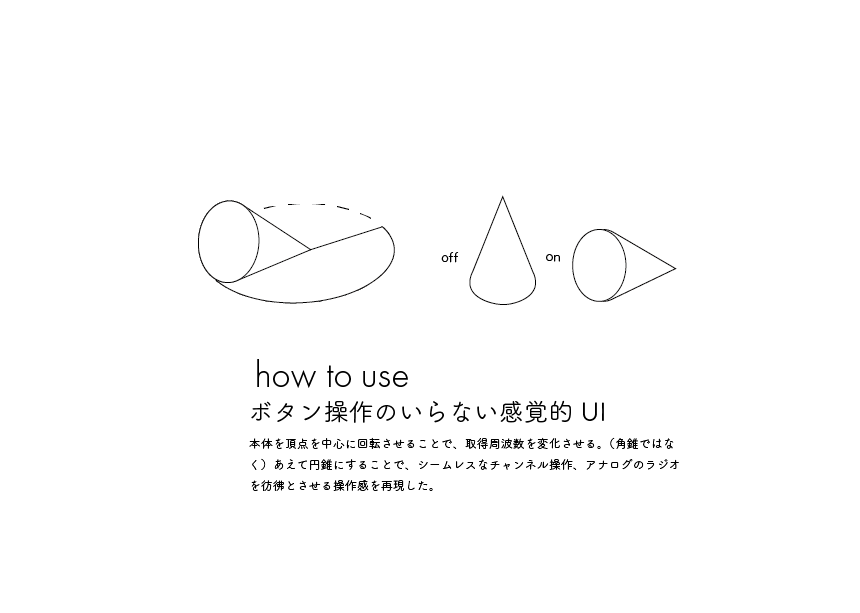 off
on
how to use
ボタン操作のいらない感覚的 UI
本体を頂点を中心に回転させることで、取得周波数を変化させる。（角錐ではな
く）あえて円錐にすることで、シームレスなチャンネル操作、アナログのラジオ
を彷彿とさせる操作感を再現した。